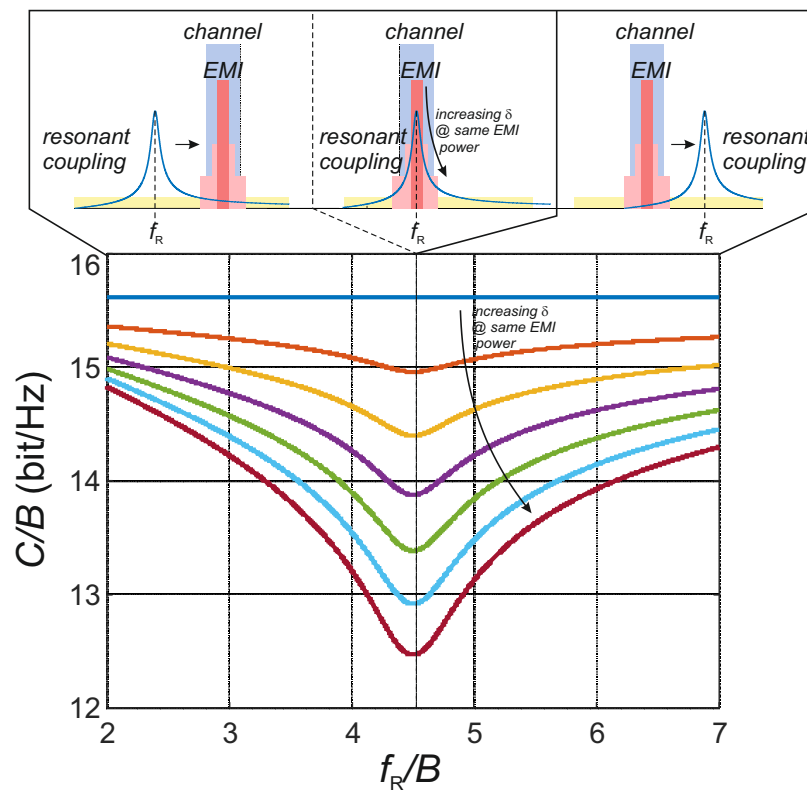 channel
EMI
resonant
coupling
f_R
channel
EMI
increasing δ
@ same EMI
power
resonant
coupling
f_R
channel
EMI
resonant
coupling
f_R
16
15
14
13
12
C/B (bit/Hz)
increasing δ
@ same EMI
power
2 3 4 5 6 7
f_R/B